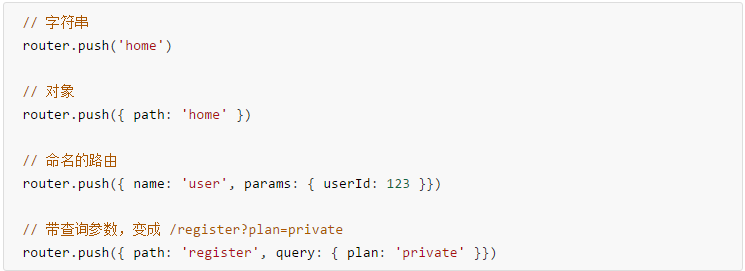 // 字符串
router.push('home')
// 对象
router.push({ path: 'home' })
// 命名的路由
router.push({ name: 'user', params: { userId: 123 }})
// 带查询参数，变成 /register?plan=private
router.push({ path: 'register', query: { plan: 'private' }})